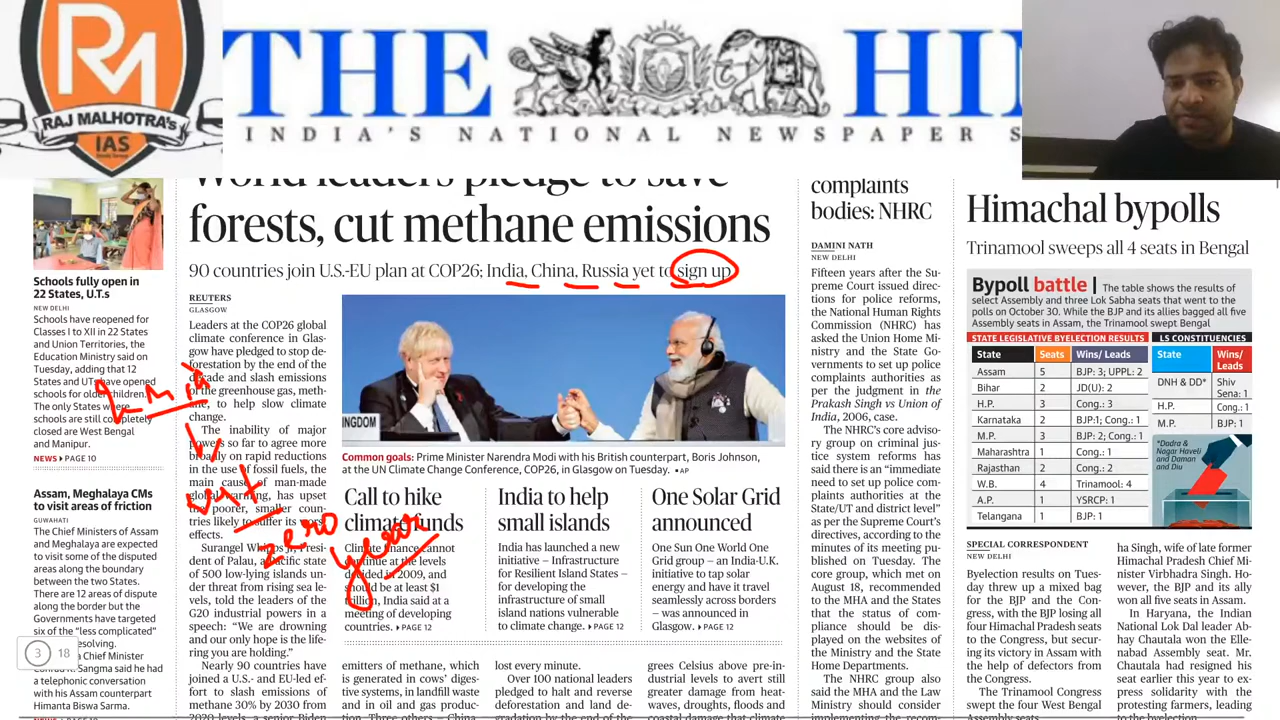 RM
RAJ MALHOTRA'S
IAS
THE HI
INDIA'S NATIONAL NEWSPAPER S
Schools fully open in
22 States, U.T.s
NEW DELHI
Schools have reopened for
Classes I to XII in 22 States
and Union Territories, the
Education Ministry said on
Tuesday, adding that 12
States and UTs have opened
schools for older children.
The only States where
schools are still completely
closed are West Bengal
and Manipur.
NEWS ▸ PAGE 10
Assam, Meghalaya CMs
to visit areas of friction
GUWAHATI
The Chief Ministers of Assam
and Meghalaya are expected
to visit some of the disputed
areas along the boundary
between the two States.
There are 12 areas of dispute
along the border but the
Governments have targeted
six of the "less complicated"
resolving.
Minister
Sangma said he had
a telephonic conversation
with his Assam counterpart
Himanta Biswa Sarma.
3 18
World leaders pledge to save
forests, cut methane emissions
90 countries join U.S.-EU plan at COP26; India, China, Russia yet to sign up
REUTERS
GLASGOW
Leaders at the COP26 global
climate conference in Glas-
gow have pledged to stop de-
forestation by the end of the
decade and slash emissions
of the greenhouse gas, meth-
ane, to help slow climate
change.
The inability of major
powers so far to agree more
broadly on rapid reductions
in the use of fossil fuels, the
main cause of man-made
global warming, has upset
the poorer, smaller coun-
tries likely to suffer its worst
effects.
Surangel Whipps Jr, Presi-
dent of Palau, a Pacific state
of 500 low-lying islands un-
der threat from rising sea le-
vels, told the leaders of the
G20 industrial powers in a
speech: "We are drowning
and our only hope is the life-
ring you are holding."
Nearly 90 countries have
joined a U.S.- and EU-led ef-
fort to slash emissions of
methane 30% by 2030 from
2020 levels, a senior Biden
zero
year
INGDOM
Common goals: Prime Minister Narendra Modi with his British counterpart, Boris Johnson,
at the UN Climate Change Conference, COP26, in Glasgow on Tuesday. ▪AP
Call to hike
climate funds
Climate finance cannot
continue at the levels
decided in 2009, and
should be at least $1
trillion, India said at a
meeting of developing
countries. ▸ PAGE 12
India to help
small islands
India has launched a new
initiative – Infrastructure
for Resilient Island States –
for developing the
infrastructure of small
island nations vulnerable
to climate change. ▸ PAGE 12
One Solar Grid
announced
One Sun One World One
Grid group – an India-U.K.
initiative to tap solar
energy and have it travel
seamlessly across borders
– was announced in
Glasgow. ▸ PAGE 12
emitters of methane, which
is generated in cows' diges-
tive systems, in landfill waste
and in oil and gas produc-
tion. Three others – China,
lost every minute.
Over 100 national leaders
pledged to halt and reverse
deforestation and land de-
gradation by the end of the
grees Celsius above pre-in-
dustrial levels to avert still
greater damage from heat-
waves, droughts, floods and
coastal damage that climate
complaints
bodies: NHRC
DAMINI NATH
NEW DELHI
Fifteen years after the Su-
preme Court issued direc-
tions for police reforms,
the National Human Rights
Commission (NHRC) has
asked the Union Home Mi-
nistry and the State Go-
vernments to set up police
complaints authorities as
per the judgment in the
Prakash Singh vs Union of
India, 2006, case.
The NHRC's core adviso-
ry group on criminal jus-
tice system reforms has
said there is an "immediate
need to set up police com-
plaints authorities at the
State/UT and district level"
as per the Supreme Court's
directives, according to the
minutes of its meeting pu-
blished on Tuesday. The
core group, which met on
August 18, recommended
to the MHA and the States
that the status of com-
pliance should be dis-
played on the websites of
the Ministry and the State
Home Departments.
The NHRC group also
said the MHA and the Law
Ministry should consider
implementing the recom-
Himachal bypolls
Trinamool sweeps all 4 seats in Bengal
Bypoll battle | The table shows the results of
select Assembly and three Lok Sabha seats that went to the
polls on October 30. While the BJP and its allies bagged all five
Assembly seats in Assam, the Trinamool swept Bengal
STATE LEGISLATIVE BYELECTION RESULTS
State Seats Wins/ Leads
Assam 5 BJP: 3; UPPL: 2
Bihar 2 JD(U): 2
H.P. 3 Cong.: 3
Karnataka 2 BJP:1; Cong.: 1
M.P. 3 BJP: 2; Cong.: 1
Maharashtra 1 Cong.: 1
Rajasthan 2 Cong.: 2
W.B. 4 Trinamool: 4
A.P. 1 YSRCP: 1
Telangana 1 BJP: 1
LS CONSTITUENCIES
State Wins/
Leads
DNH & DD* Shiv
Sena: 1
H.P. Cong.: 1
M.P. BJP: 1
*Dadra &
Nagar Haveli
and Daman
and Diu
SPECIAL CORRESPONDENT
NEW DELHI
Byelection results on Tues-
day threw up a mixed bag
for the BJP and the Con-
gress, with the BJP losing all
four Himachal Pradesh seats
to the Congress, but secur-
ing its victory in Assam with
the help of defectors from
the Congress.
The Trinamool Congress
swept the four West Bengal
Assembly seats.
ha Singh, wife of late former
Himachal Pradesh Chief Mi-
nister Virbhadra Singh. Ho-
wever, the BJP and its ally
won all five seats in Assam.
In Haryana, the Indian
National Lok Dal leader Ab-
hay Chautala won the Elle-
nabad Assembly seat. Mr.
Chautala had resigned his
seat earlier this year to ex-
press solidarity with the
protesting farmers, leading
to the byelection.